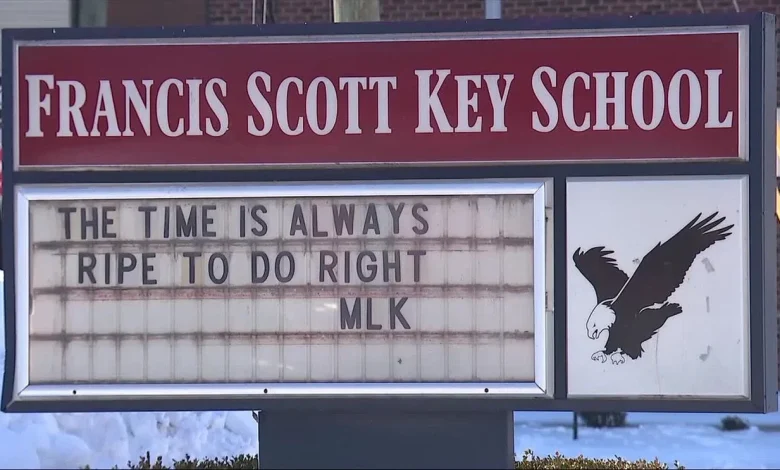 FRANCIS SCOTT KEY SCHOOL
THE TIME IS ALWAYS
RIPE TO DO RIGHT
MLK